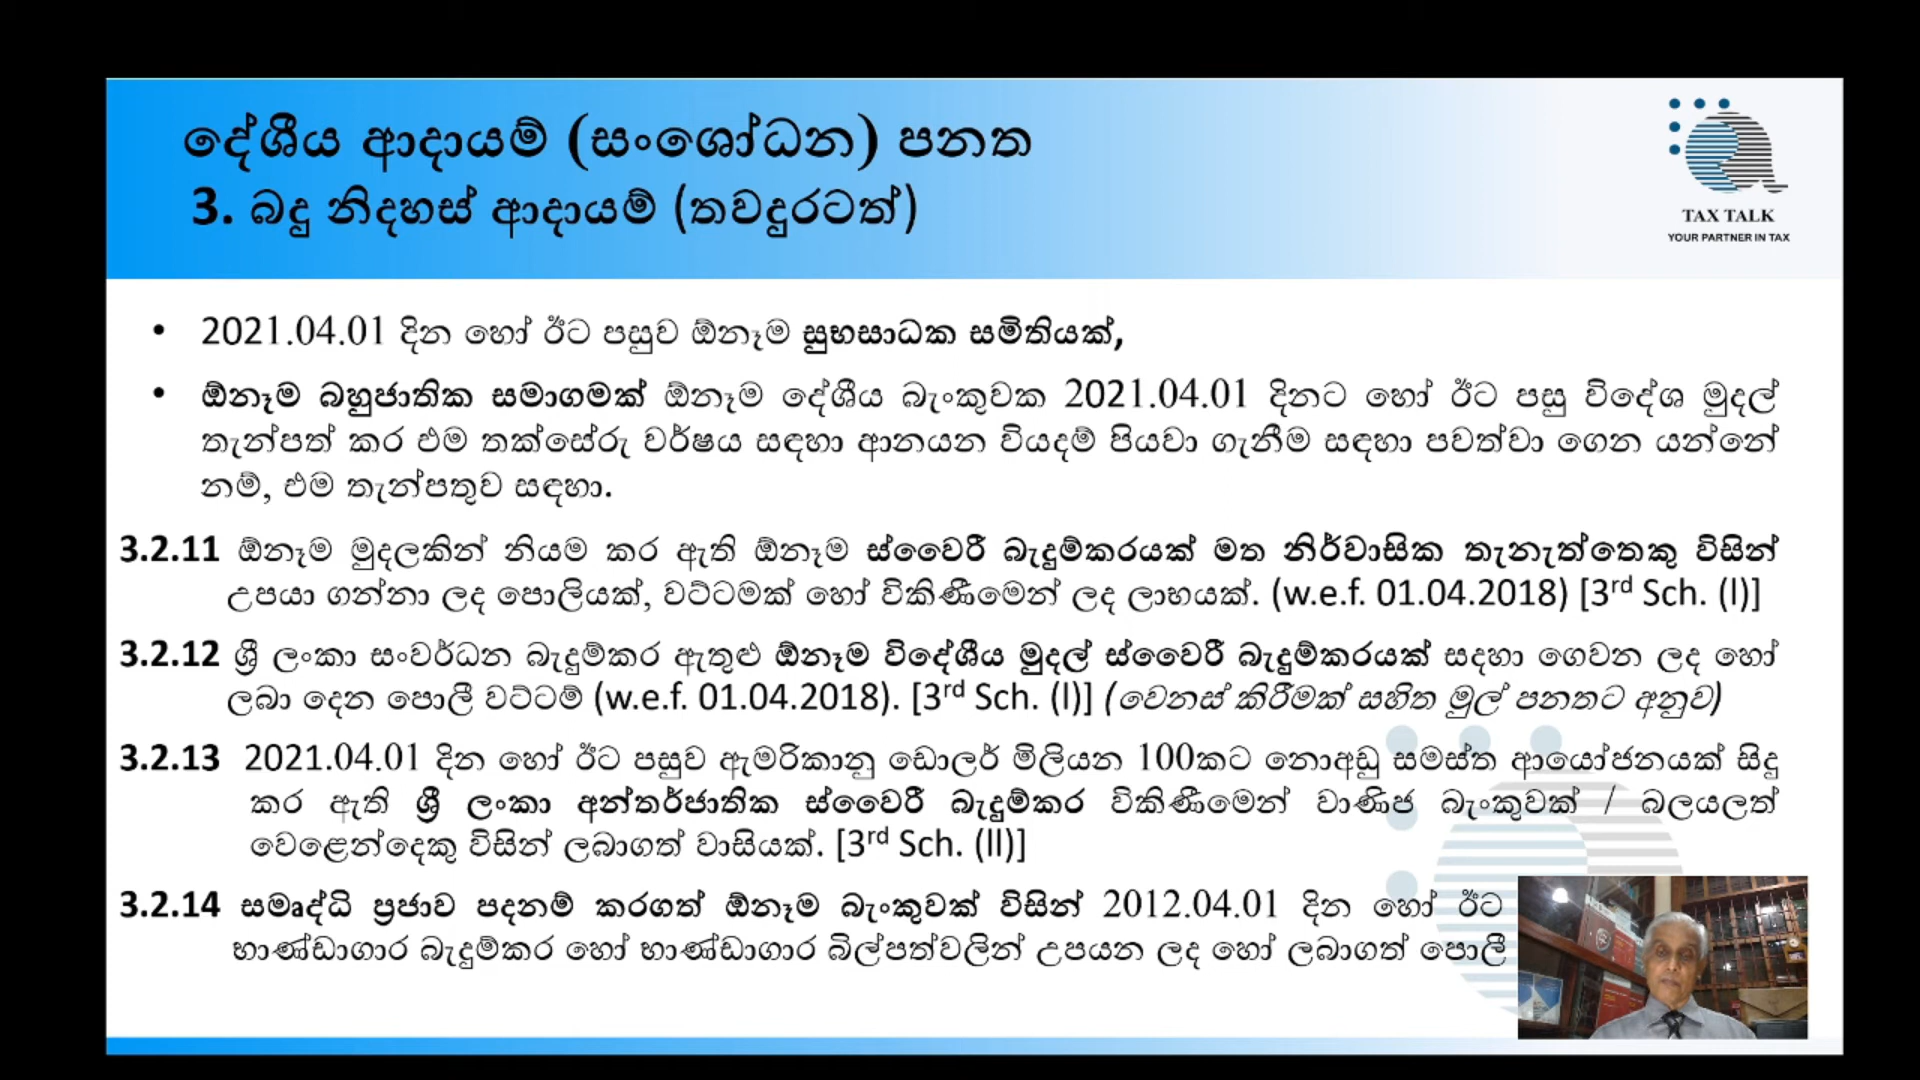 දේශීය ආදායම් (සංශෝධන) පනත
3. බදු නිදහස් ආදායම් (තවදුරටත්)
TAX TALK
YOUR PARTNER IN TAX
• 2021.04.01 දින හෝ ඊට පසුව ඕනෑම සුභසාධක සමිතියක්,
• ඕනෑම බහුජාතික සමාගමක් ඕනෑම දේශීය බැංකුවක 2021.04.01 දිනට හෝ ඊට පසු විදේශ මුදල්
තැන්පත් කර එම තක්සේරු වර්ෂය සඳහා ආනයන වියදම් පියවා ගැනීම සඳහා පවත්වා ගෙන යන්නේ
නම්, එම තැන්පතුව සඳහා.
3.2.11 ඕනෑම මුදලකින් නියම කර ඇති ඕනෑම ස්වෛරී බැඳුම්කරයක් මත නිර්වාසික තැනැත්තෙකු විසින්
උපයා ගන්නා ලද පොලියක්, වට්ටමක් හෝ විකිණීමෙන් ලද ලාභයක්. (w.e.f. 01.04.2018) [3rd Sch. (l)]
3.2.12 ශ්‍රී ලංකා සංවර්ධන බැඳුම්කර ඇතුළු ඕනෑම විදේශීය මුදල් ස්වෛරී බැඳුම්කරයක් සදහා ගෙවන ලද හෝ
ලබා දෙන පොලී වට්ටම් (w.e.f. 01.04.2018). [3rd Sch. (l)] (වෙනස් කිරීමක් සහිත මුල් පනතට අනුව)
3.2.13 2021.04.01 දින හෝ ඊට පසුව ඇමරිකානු ඩොලර් මිලියන 100කට නොඅඩු සමස්ත ආයෝජනයක් සිදු
කර ඇති ශ්‍රී ලංකා අන්තර්ජාතික ස්වෛරී බැඳුම්කර විකිණීමෙන් වාණිජ බැංකුවක් / බලයලත්
වෙළෙන්දෙකු විසින් ලබාගත් වාසියක්. [3rd Sch. (ll)]
3.2.14 සමෘද්ධි ප්‍රජාව පදනම් කරගත් ඕනෑම බැංකුවක් විසින් 2012.04.01 දින හෝ ඊට
භාණ්ඩාගාර බැඳුම්කර හෝ භාණ්ඩාගාර බිල්පත්වලින් උපයන ලද හෝ ලබාගත් පොලී